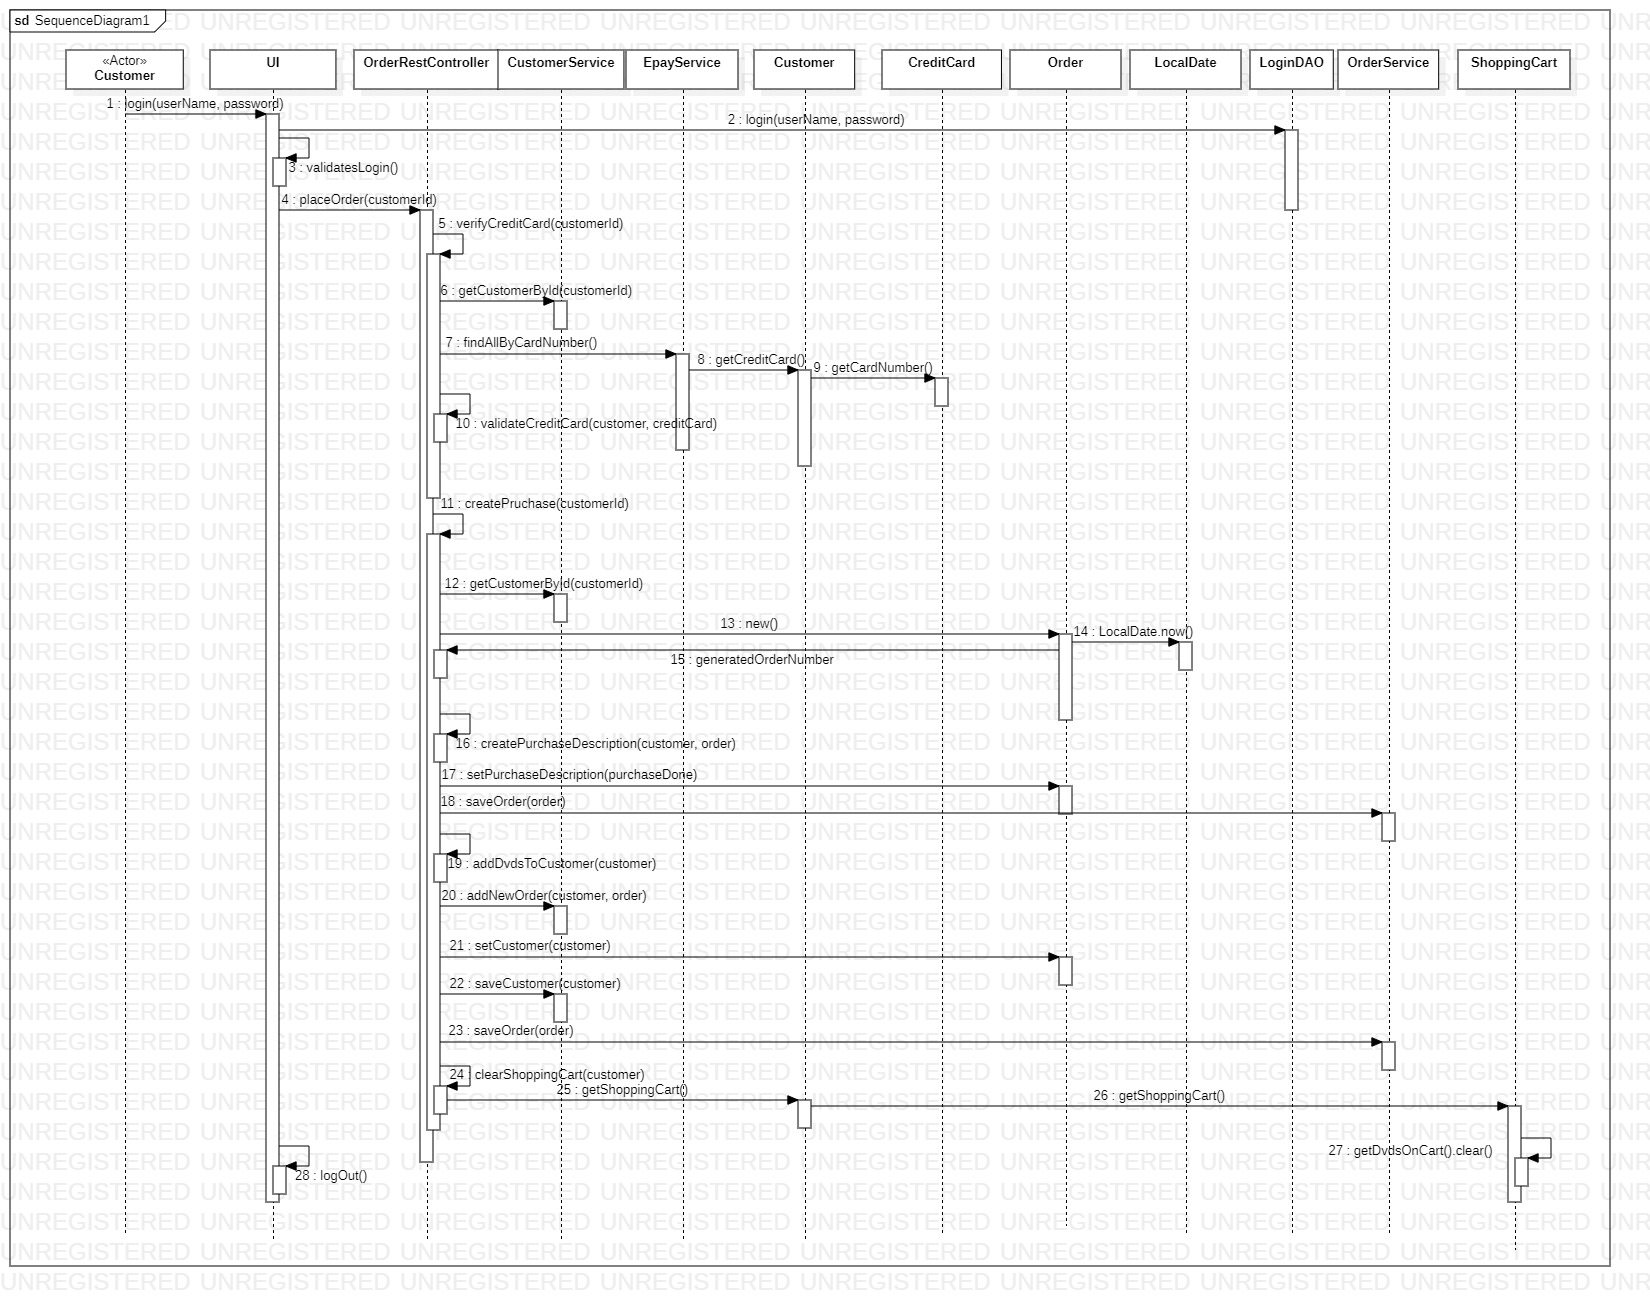 sd SequenceDiagram1
«Actor»
Customer
UI
OrderRestController
CustomerService
EpayService
Customer
CreditCard
Order
LocalDate
LoginDAO
OrderService
ShoppingCart
1 : login(userName, password)
2 : login(userName, password)
3 : validatesLogin()
4 : placeOrder(customerId)
5 : verifyCreditCard(customerId)
6 : getCustomerById(customerId)
7 : findAllByCardNumber()
8 : getCreditCard()
9 : getCardNumber()
10 : validateCreditCard(customer, creditCard)
11 : createPruchase(customerId)
12 : getCustomerById(customerId)
13 : new()
14 : LocalDate.now()
15 : generatedOrderNumber
16 : createPurchaseDescription(customer, order)
17 : setPurchaseDescription(purchaseDone)
18 : saveOrder(order)
19 : addDvdsToCustomer(customer)
20 : addNewOrder(customer, order)
21 : setCustomer(customer)
22 : saveCustomer(customer)
23 : saveOrder(order)
24 : clearShoppingCart(customer)
25 : getShoppingCart()
26 : getShoppingCart()
27 : getDvdsOnCart().clear()
28 : logOut()
UNREGISTERED